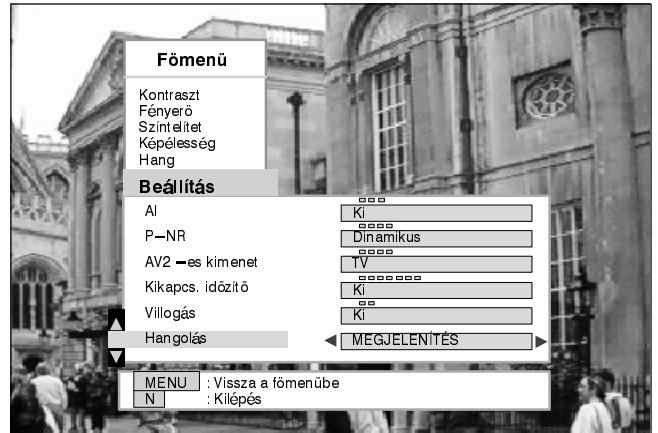 Fömenü
Kontraszt
Fényerö
Színtelítet
Képélesség
Hang
Beállítás
AI Ki
P–NR Dinamikus
AV2 –es kimenet TV
Kikapcs. időzítő Ki
Villogás Ki
Hangolás MEGJELENÍTÉS
MENU : Vissza a fömenübe
N : Kilépés